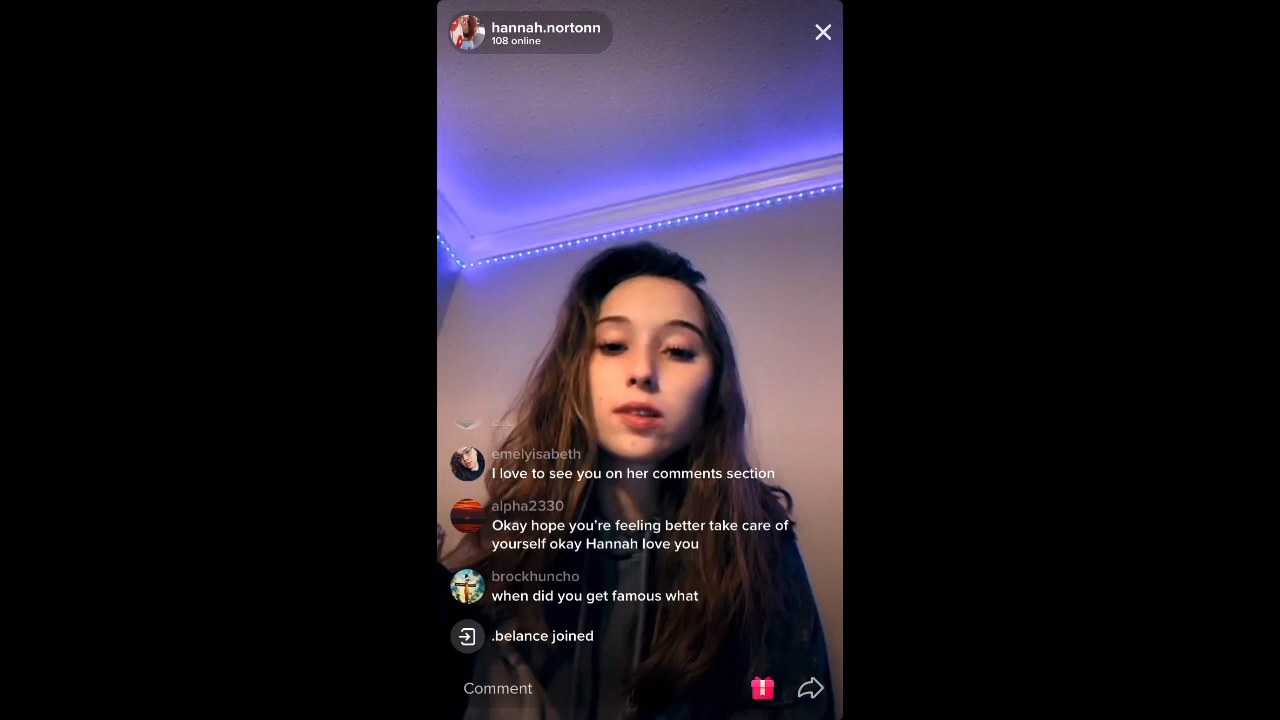 hannah.nortonn
108 online
emelyisabeth
I love to see you on her comments section
alpha2330
Okay hope you’re feeling better take care of
yourself okay Hannah love you
brockhuncho
when did you get famous what
.belance joined
Comment